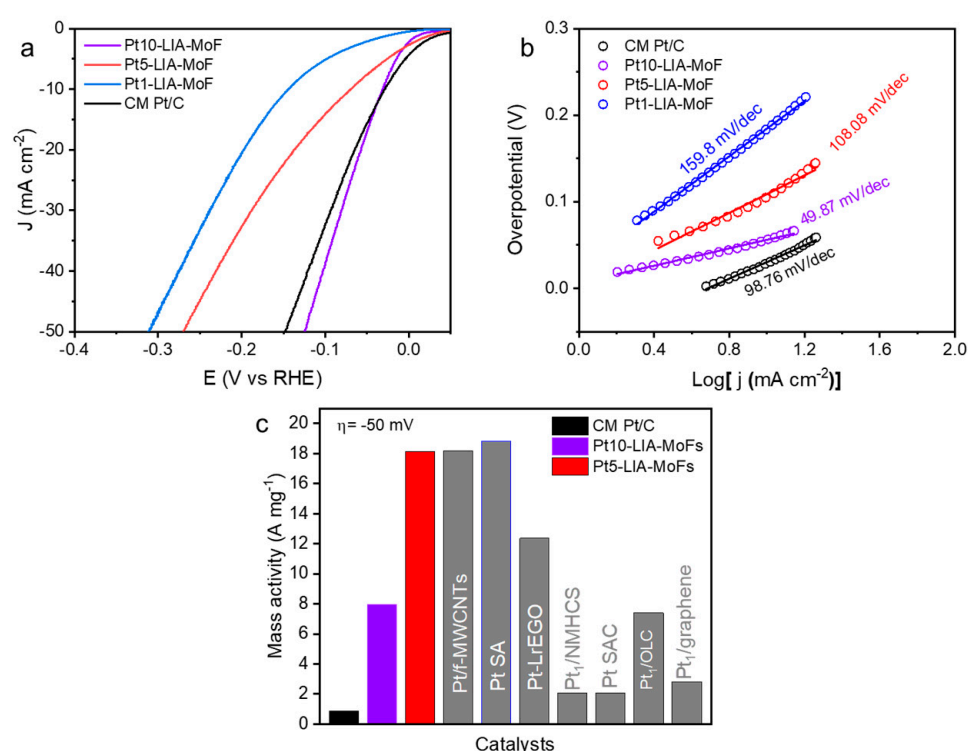 a
Pt10-LIA-MoF
Pt5-LIA-MoF
Pt1-LIA-MoF
CM Pt/C
0
-10
-20
-30
-40
-50
J (mA cm⁻²)
-0.4
-0.3
-0.2
-0.1
0.0
E (V vs RHE)
b
CM Pt/C
Pt10-LIA-MoF
Pt5-LIA-MoF
Pt1-LIA-MoF
159.8 mV/dec
108.08 mV/dec
49.87 mV/dec
98.76 mV/dec
0.3
0.2
0.1
0.0
Overpotential (V)
0.0
0.4
0.8
1.2
1.6
2.0
Log[ j (mA cm⁻²)]
c
η= -50 mV
CM Pt/C
Pt10-LIA-MoFs
Pt5-LIA-MoFs
20
18
16
14
12
10
8
6
4
2
0
Mass activity (A mg⁻¹)
Pt/f-MWCNTs
Pt SA
Pt-LrEGO
Pt₁/NMHCS
Pt SAC
Pt₁/OLC
Pt₁/graphene
Catalysts